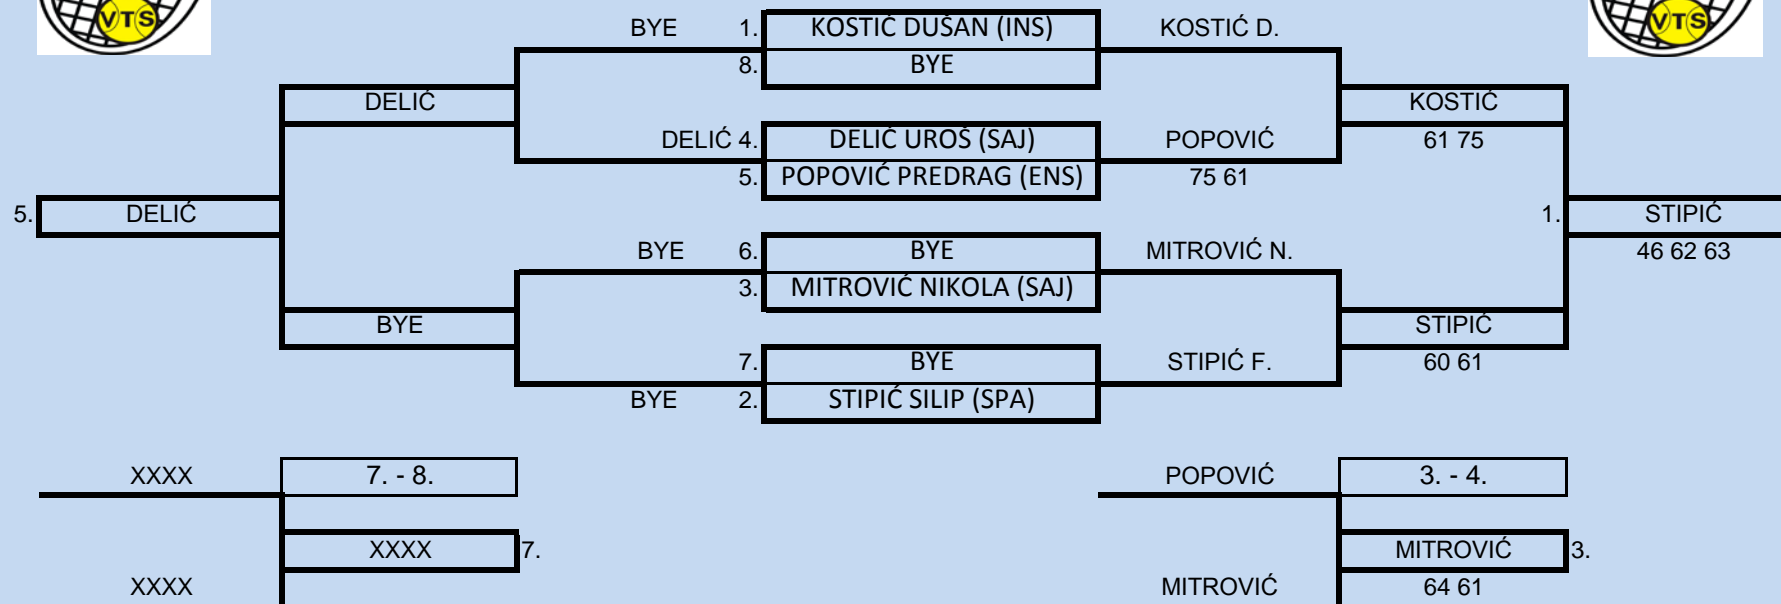 VTS
VTS
BYE 1. KOSTIĆ DUŠAN (INS) KOSTIĆ D.
8. BYE
DELIĆ KOSTIĆ
DELIĆ 4. DELIĆ UROŠ (SAJ) POPOVIĆ 61 75
5. POPOVIĆ PREDRAG (ENS) 75 61
5. DELIĆ 1. STIPIĆ
BYE 6. BYE MITROVIĆ N. 46 62 63
3. MITROVIĆ NIKOLA (SAJ)
BYE STIPIĆ
7. BYE STIPIĆ F. 60 61
BYE 2. STIPIĆ SILIP (SPA)
XXXX 7. - 8. POPOVIĆ 3. - 4.
XXXX 7. MITROVIĆ 3.
XXXX MITROVIĆ 64 61